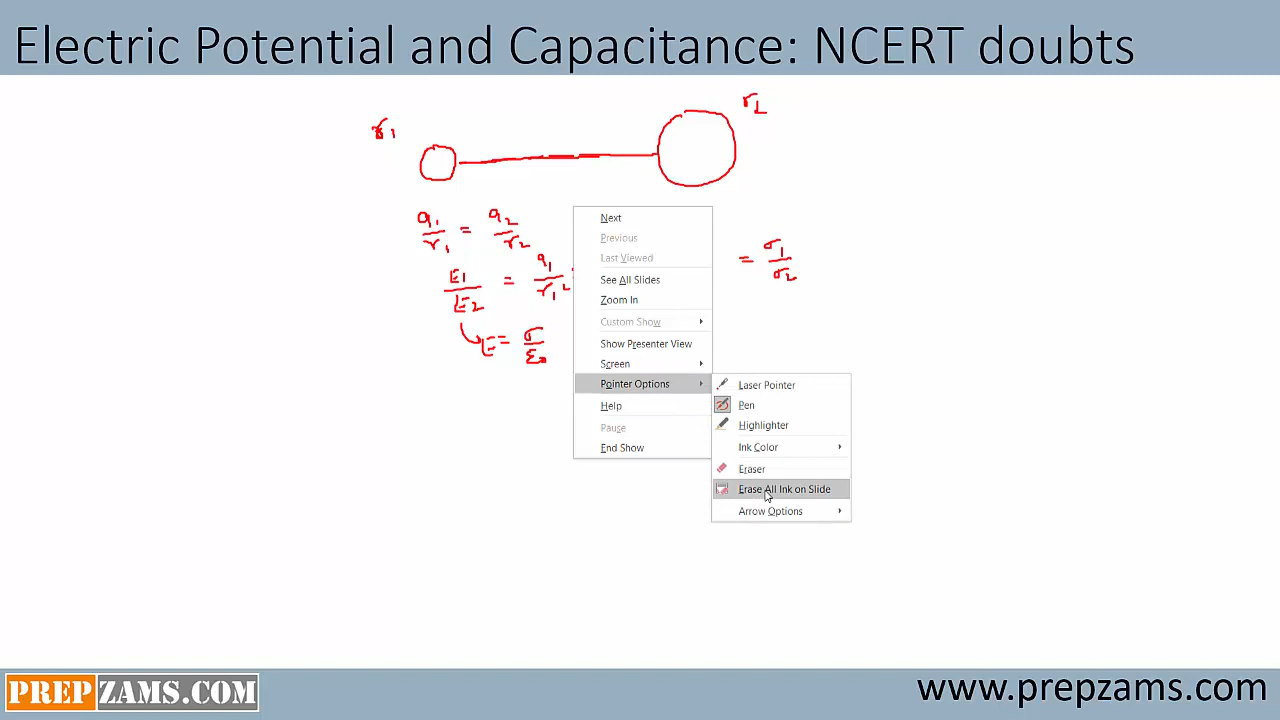 Electric Potential and Capacitance: NCERT doubts
r1
r2
q1/r1 = q2/r2
E1/E2 = q1/r1² = σ1/σ2
E = σ/ε0
Next
Previous
Last Viewed
See All Slides
Zoom In
Custom Show
Show Presenter View
Screen
Pointer Options
Help
Pause
End Show
Laser Pointer
Pen
Highlighter
Ink Color
Eraser
Erase All Ink on Slide
Arrow Options
PREPZAMS.COM
www.prepzams.com